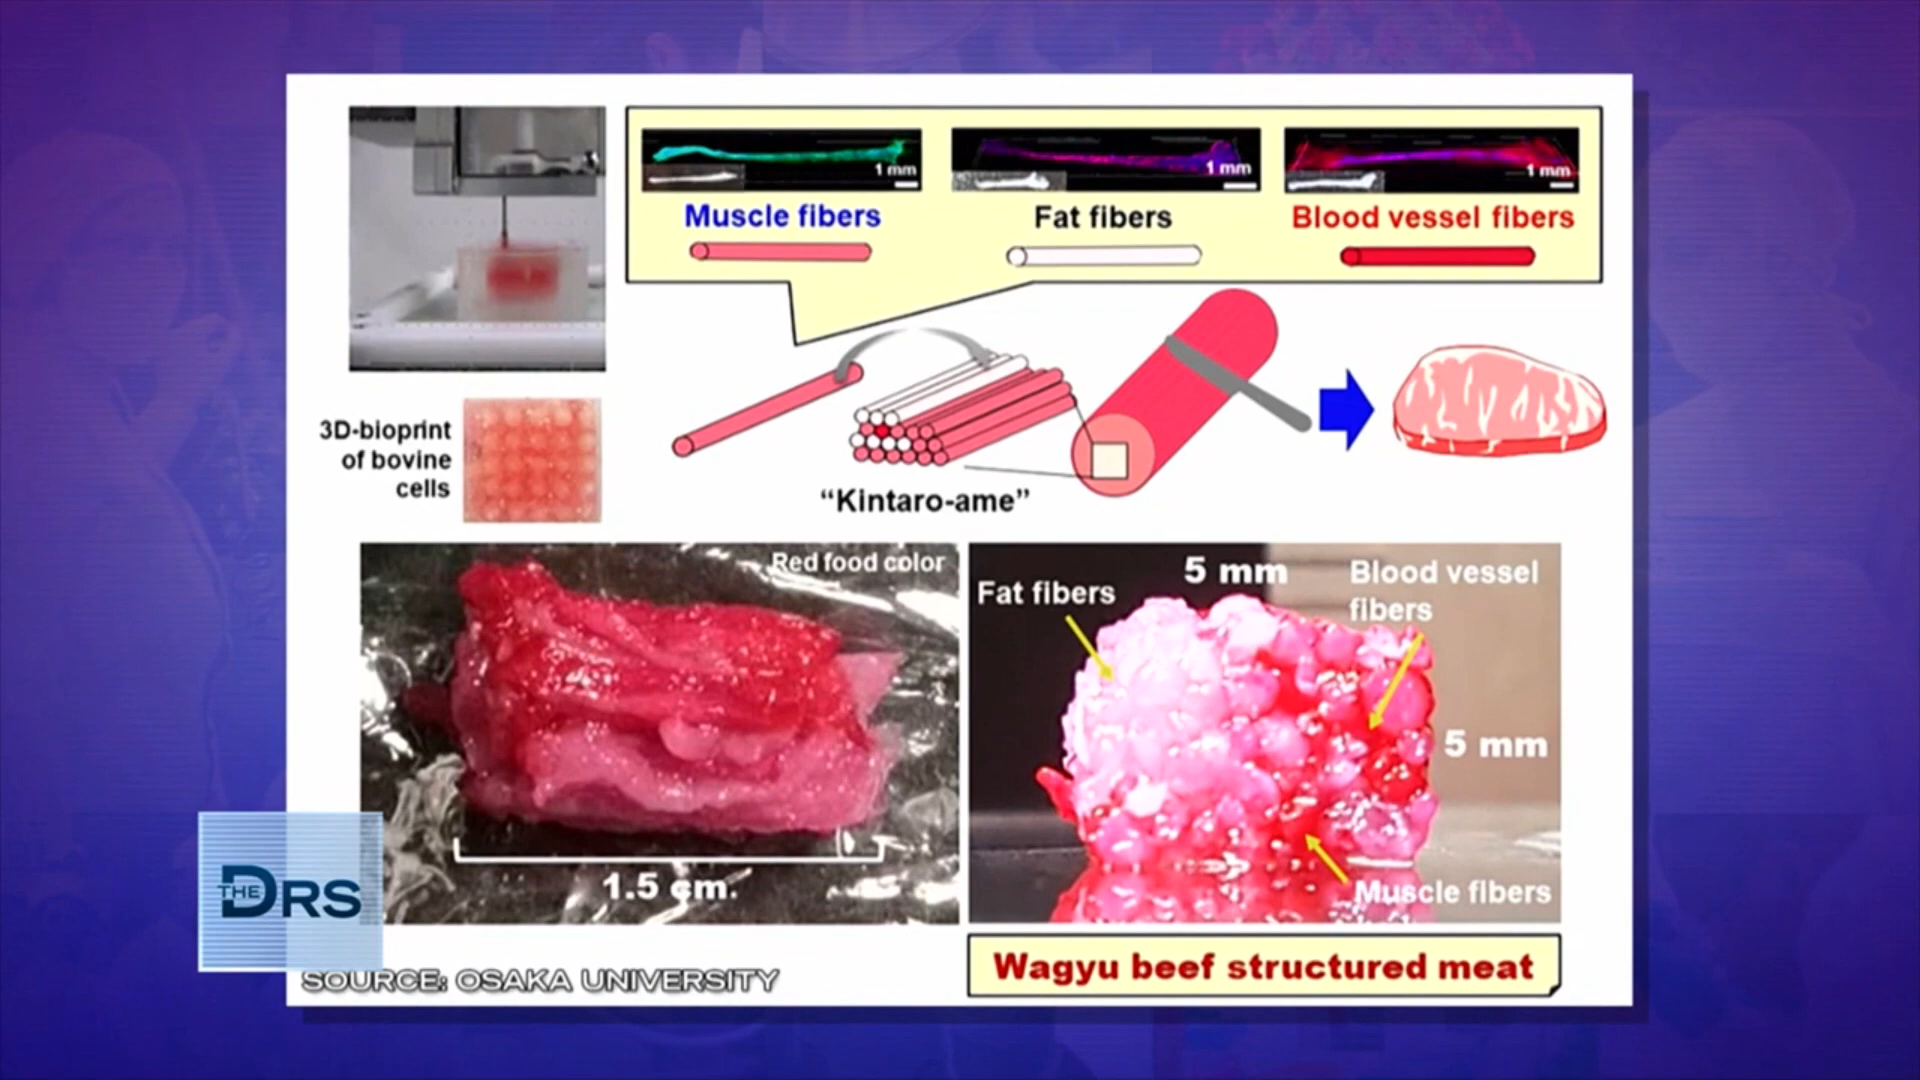 1 mm
1 mm
1 mm
Muscle fibers
Fat fibers
Blood vessel fibers
3D-bioprint
of bovine
cells
“Kintaro-ame”
Red food color
1.5 cm.
Fat fibers
5 mm
Blood vessel
fibers
5 mm
Muscle fibers
Wagyu beef structured meat
THE DRS
SOURCE: OSAKA UNIVERSITY